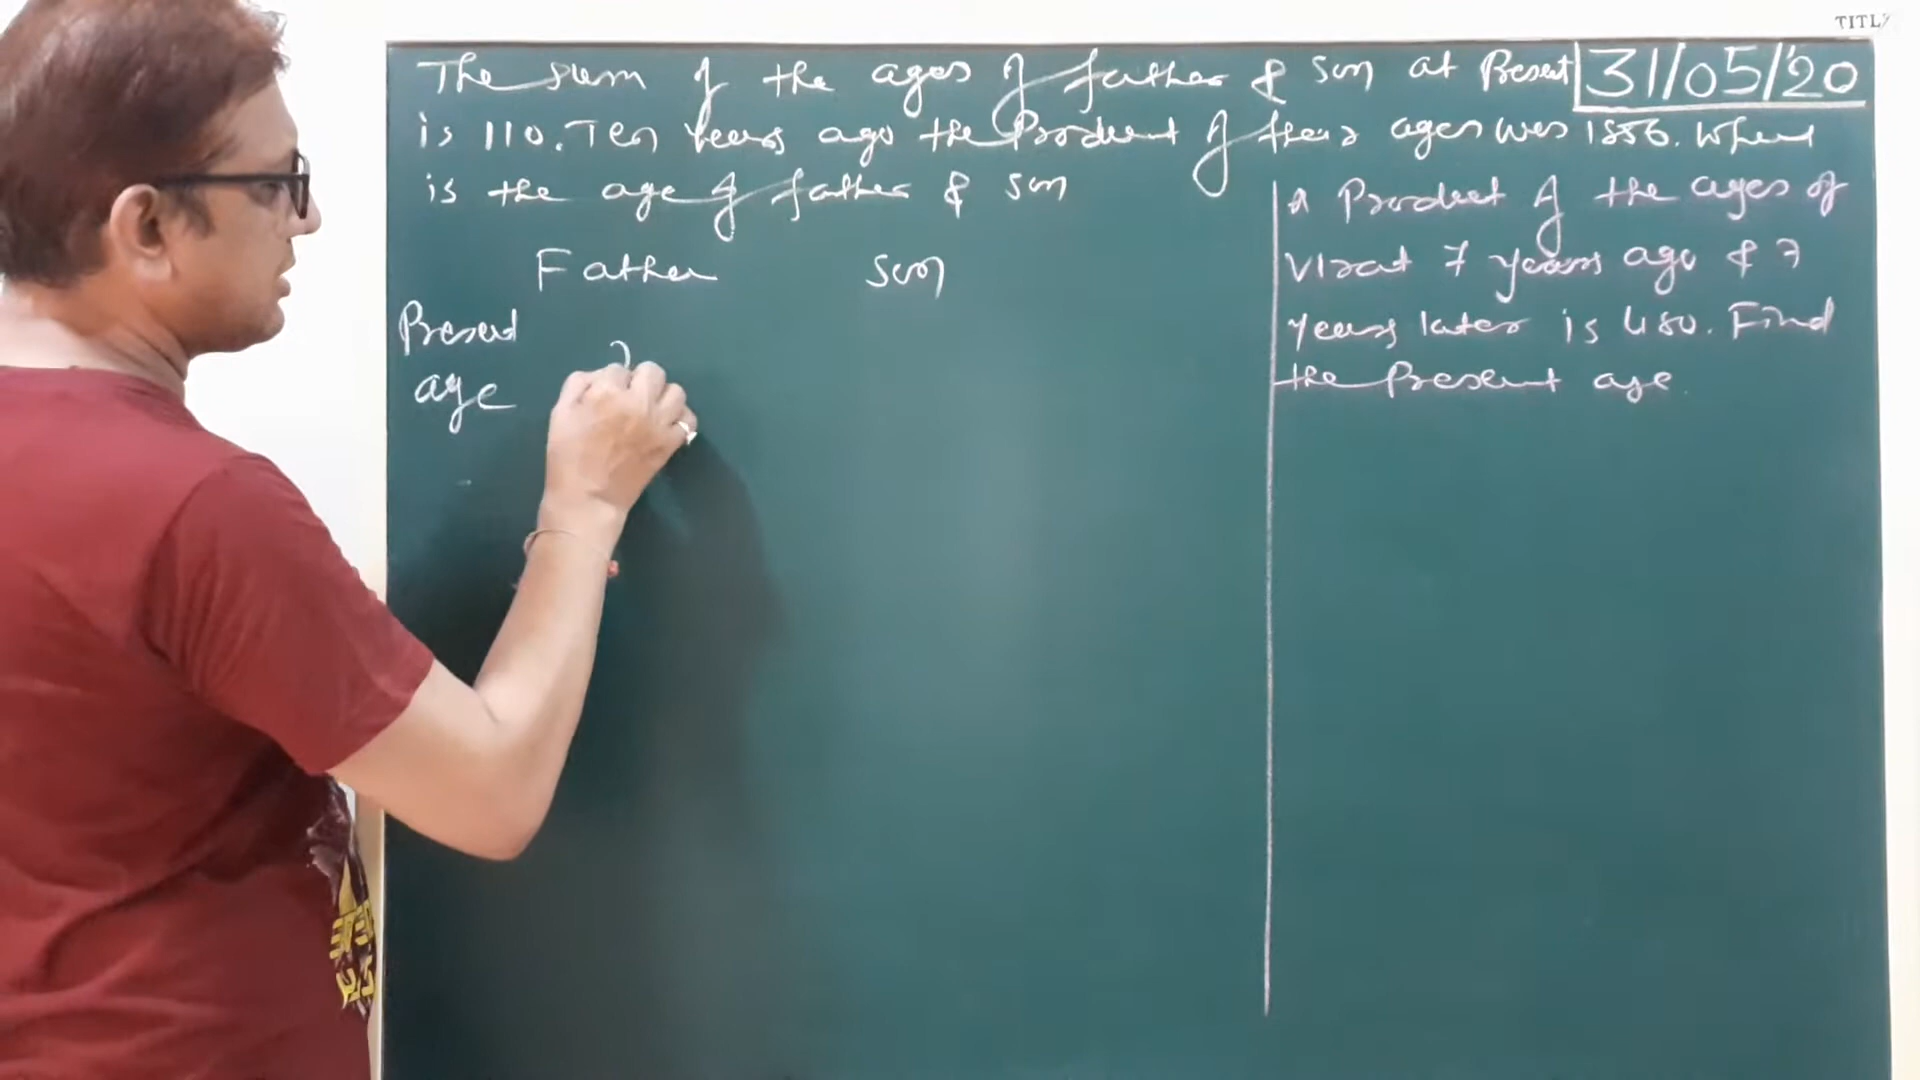 TITL
The sum of the ages of father & son at Present
31/05/20
is 110. Ten years ago the Product of their ages was 1886. What
is the age of father & son
Father son
Present
age
A Product of the ages of
Virat 7 years ago & 7
years later is 480. Find
the Present age.